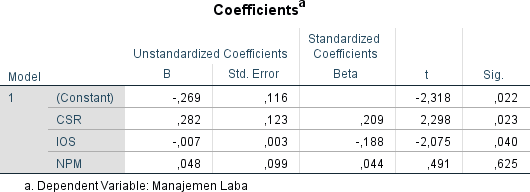 Coefficientsa
Unstandardized Coefficients Standardized Coefficients
Model B Std. Error Beta t Sig.
1 (Constant) -,269 ,116 -2,318 ,022
CSR ,282 ,123 ,209 2,298 ,023
IOS -,007 ,003 -,188 -2,075 ,040
NPM ,048 ,099 ,044 ,491 ,625
a. Dependent Variable: Manajemen Laba